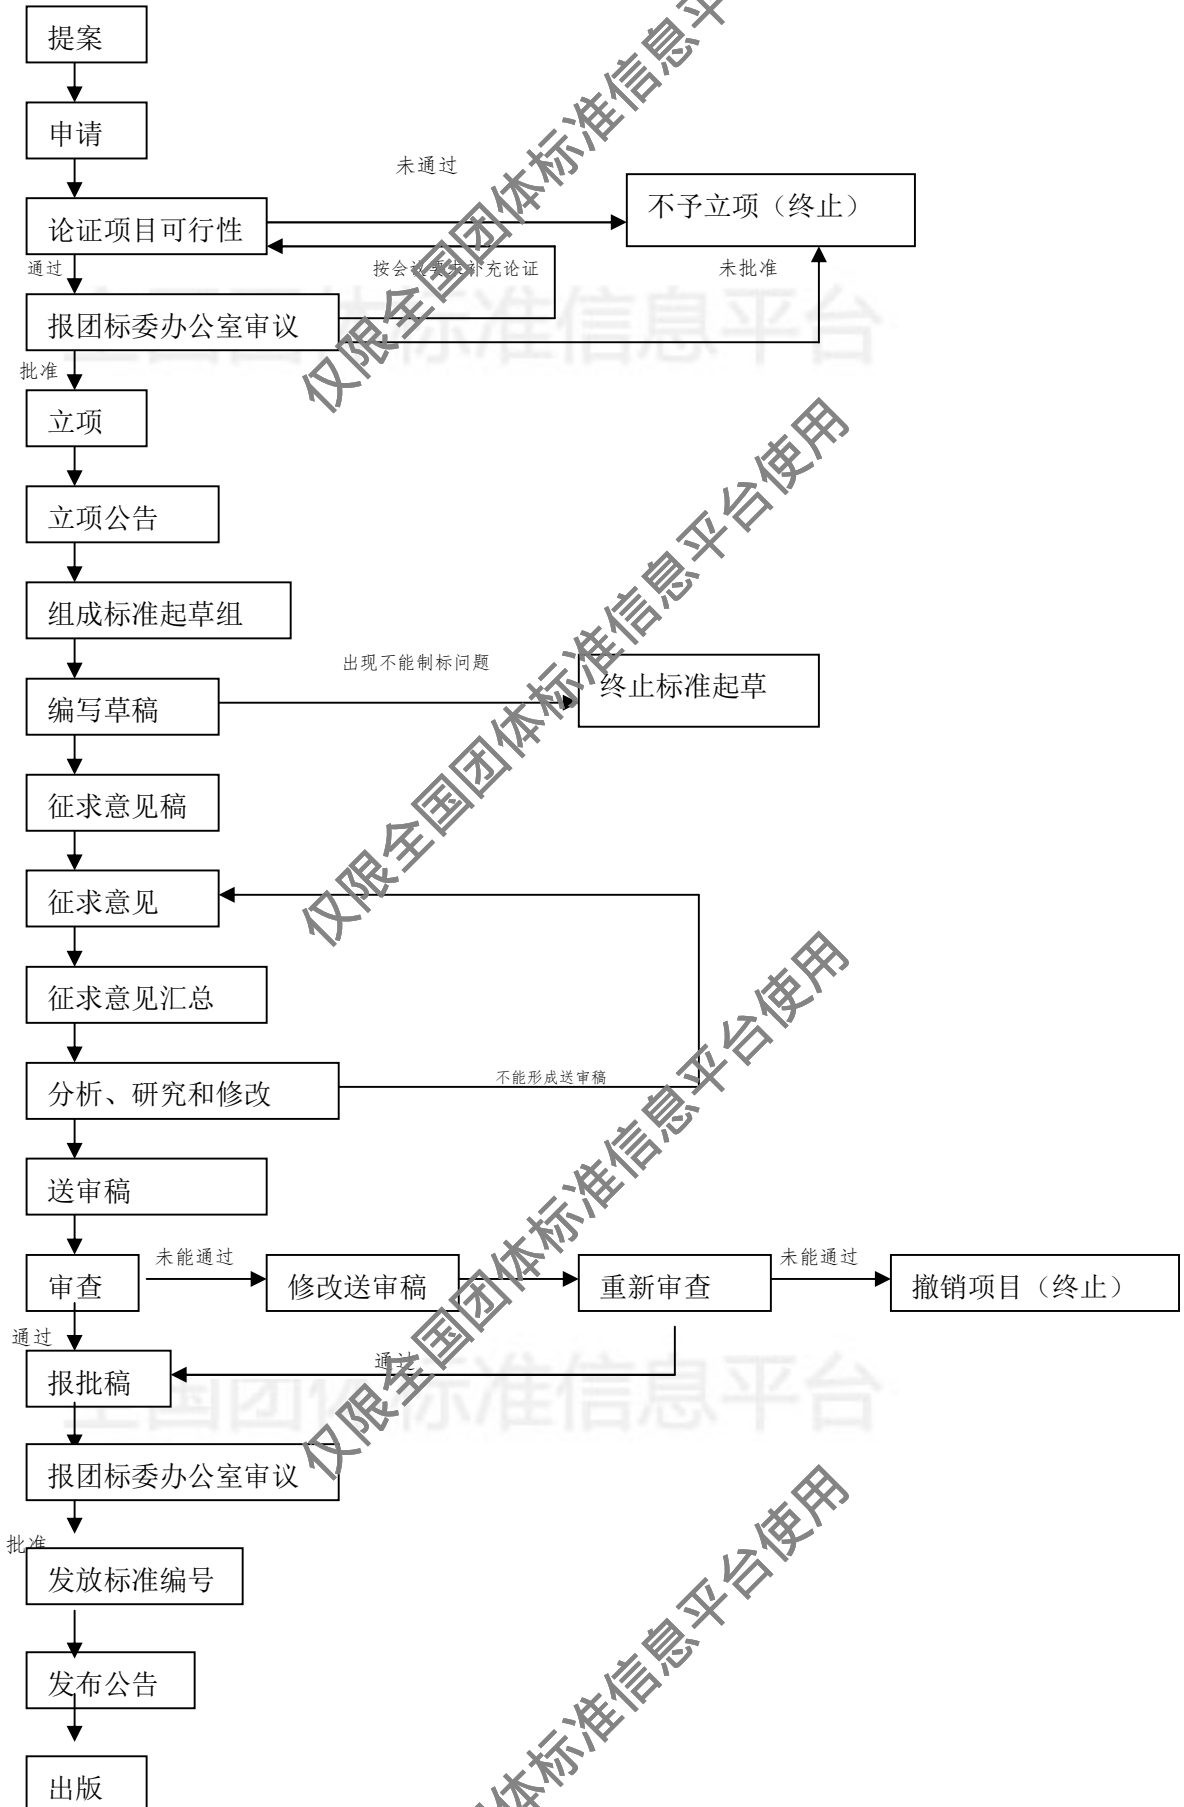 仅限全国团体标准信息平
提案
申请
未通过
论证项目可行性
不予立项（终止）
通过
按会议要求补充论证
未批准
报团标委办公室审议
全国团体标准信息平台
批准
立项
仅限全国团体标准信息平台使用
立项公告
组成标准起草组
出现不能制标问题
编写草稿
终止标准起草
征求意见稿
征求意见
征求意见汇总
仅限全国团体标准信息平台使用
分析、研究和修改
不能形成送审稿
送审稿
审查
未能通过
修改送审稿
重新审查
未能通过
撤销项目（终止）
通过
报批稿
通过
全国团体标准信息平台
报团标委办公室审议
批准
发放标准编号
仅限全国团体标准信息平台使用
发布公告
出版